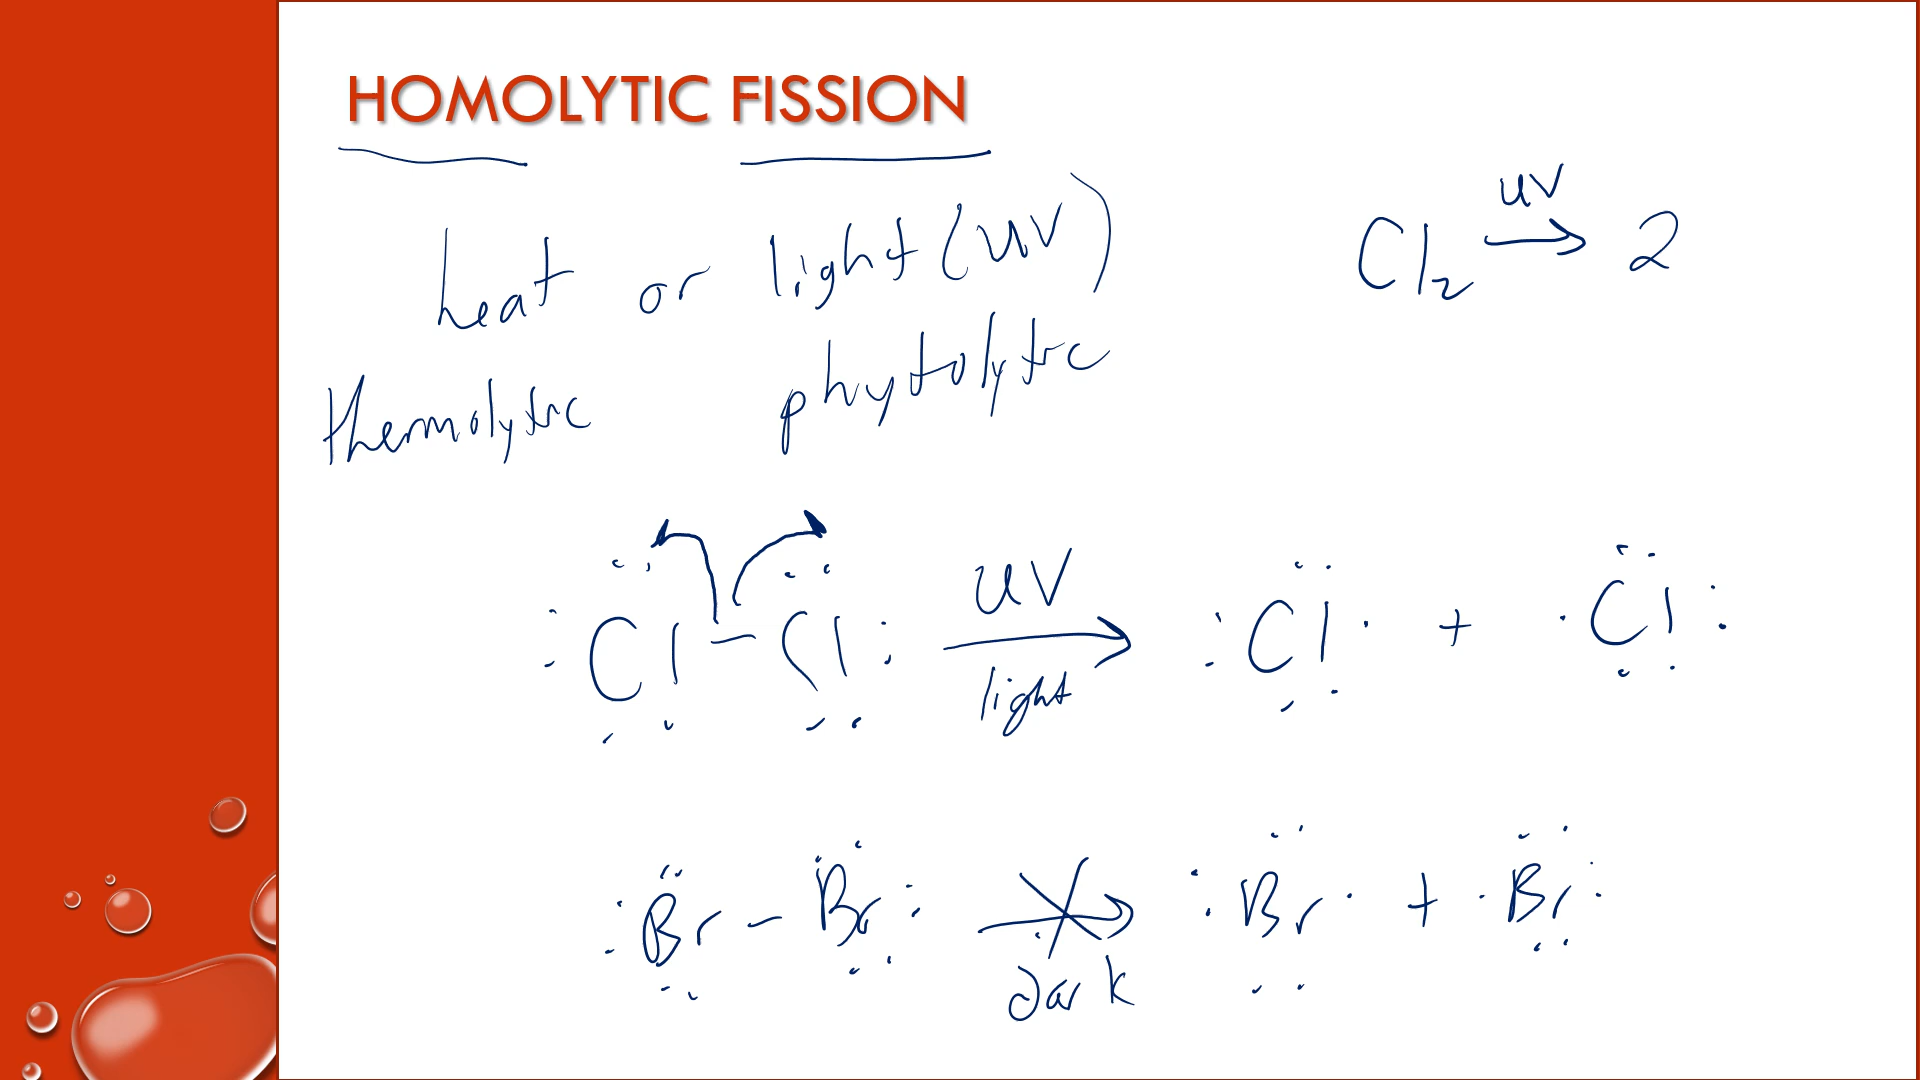 HOMOLYTIC FISSION
heat or light (UV)
thermolytic phytolytic
UV
Cl2 → 2
UV
:Cl–Cl: → :Cl· + ·Cl:
light
:Br–Br: → :Br· + ·Br:
dark